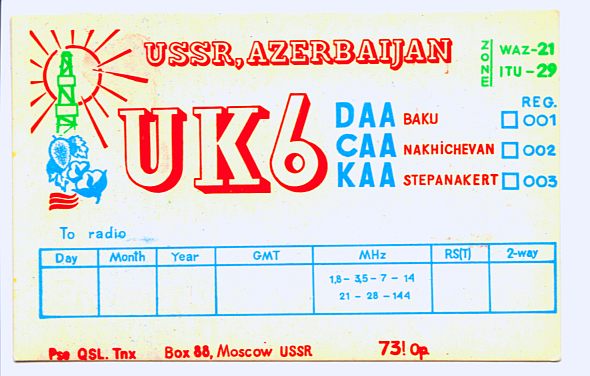 USSR, AZERBAIJAN
ZONE
WAZ-21
ITU-29
UK6
REG.
DAA BAKU 001
CAA NAKHİCHEVAN 002
KAA STEPANAKERT 003
To radio
Day Month Year GMT MHz RS(T) 2-way
1,8- 3,5-7-14
21-28-144
Pse QSL. Tnx Box 88, Moscow USSR 73! Op.